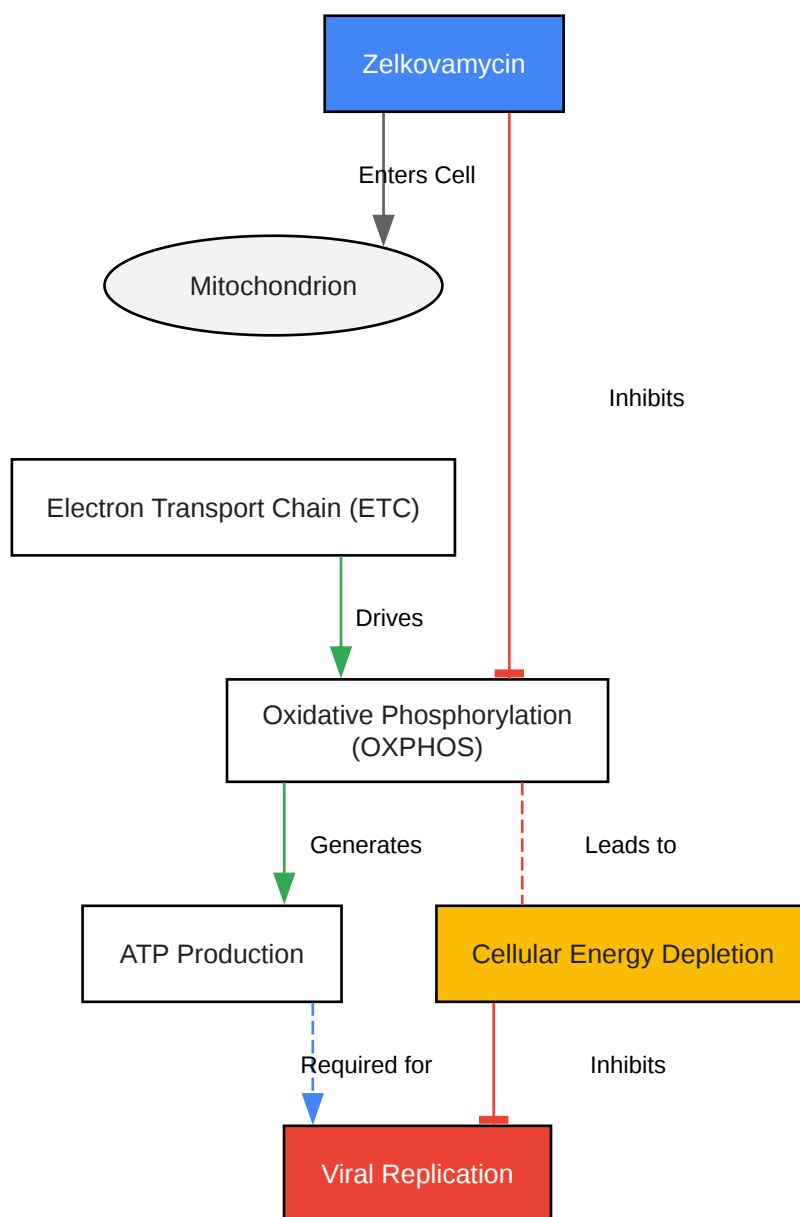 Zelkovamycin
Enters Cell
Mitochondrion
Inhibits
Electron Transport Chain (ETC)
Drives
Oxidative Phosphorylation
(OXPHOS)
Generates
Leads to
ATP Production
Cellular Energy Depletion
Required for
Inhibits
Viral Replication